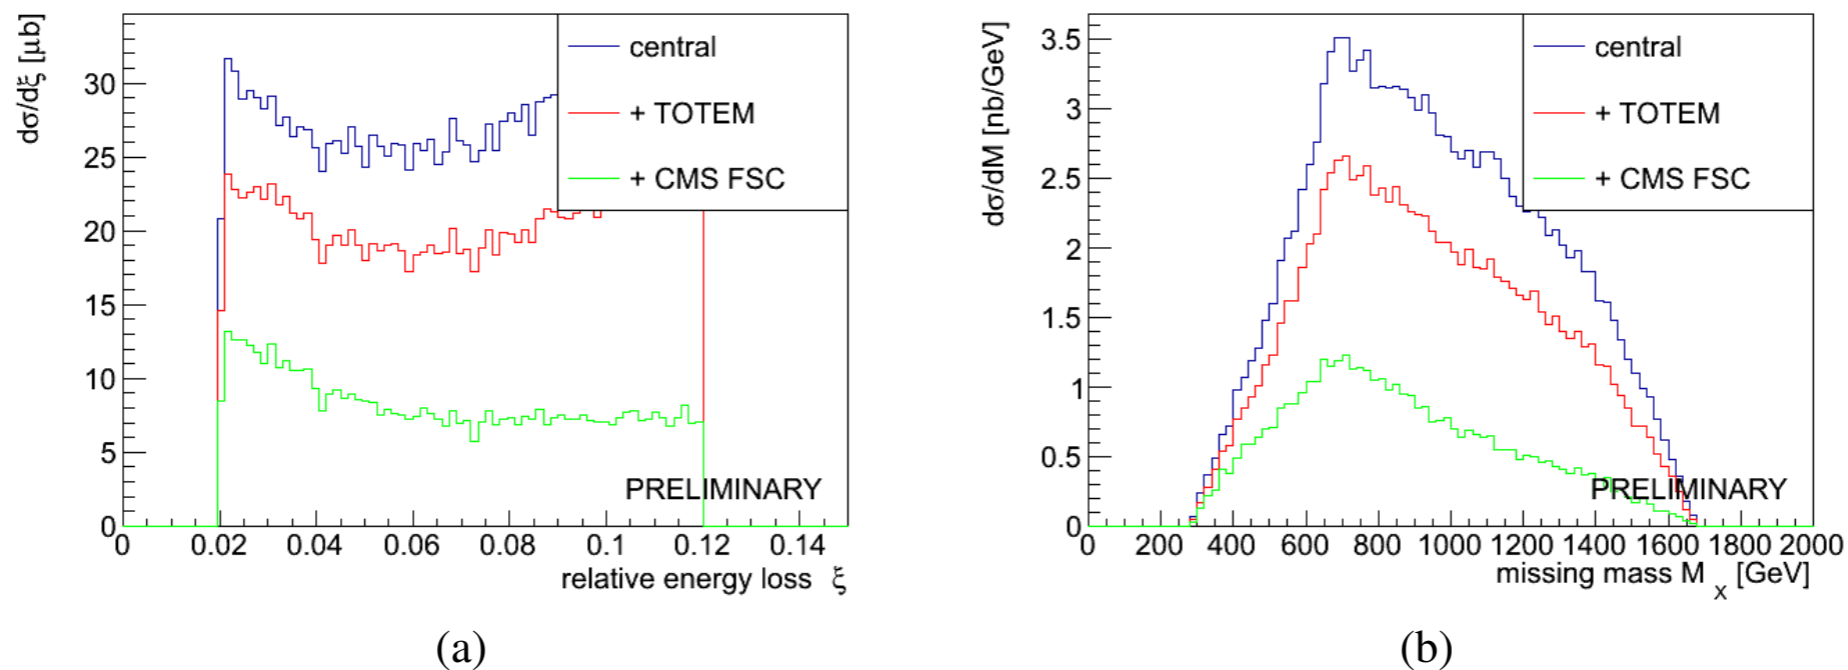 dσ/dξ [μb]
30
25
20
15
10
5
0
central
+ TOTEM
+ CMS FSC
PRELIMINARY
0 0.02 0.04 0.06 0.08 0.1 0.12 0.14
relative energy loss ξ
(a)
dσ/dM [nb/GeV]
3.5
3
2.5
2
1.5
1
0.5
0
central
+ TOTEM
+ CMS FSC
PRELIMINARY
0 200 400 600 800 1000 1200 1400 1600 1800 2000
missing mass M X [GeV]
(b)